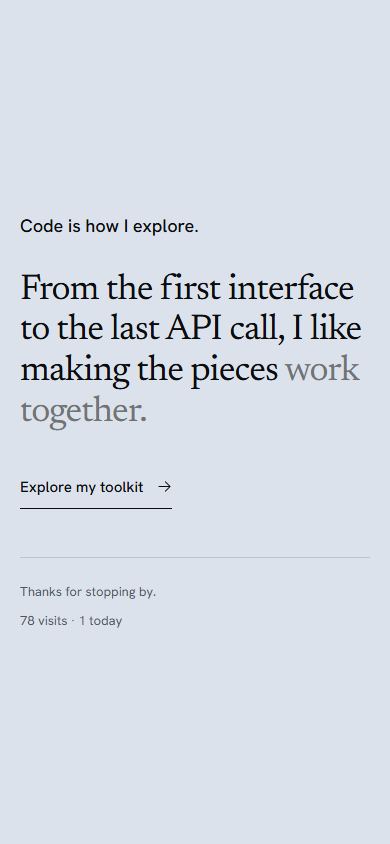 Code is how I explore.
From the first interface
to the last API call, I like
making the pieces work
together.
Explore my toolkit →
Thanks for stopping by.
78 visits · 1 today